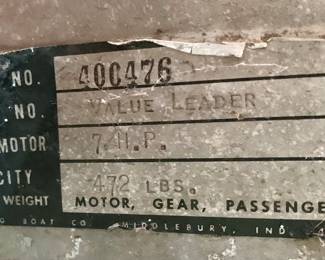 NO. 400476
. NO. VALUE LEADER
MOTOR 7.H.P.
CITY 472 LBS.
WEIGHT MOTOR, GEAR, PASSENGE
G BOAT CO. MIDDLEBURY, IND.